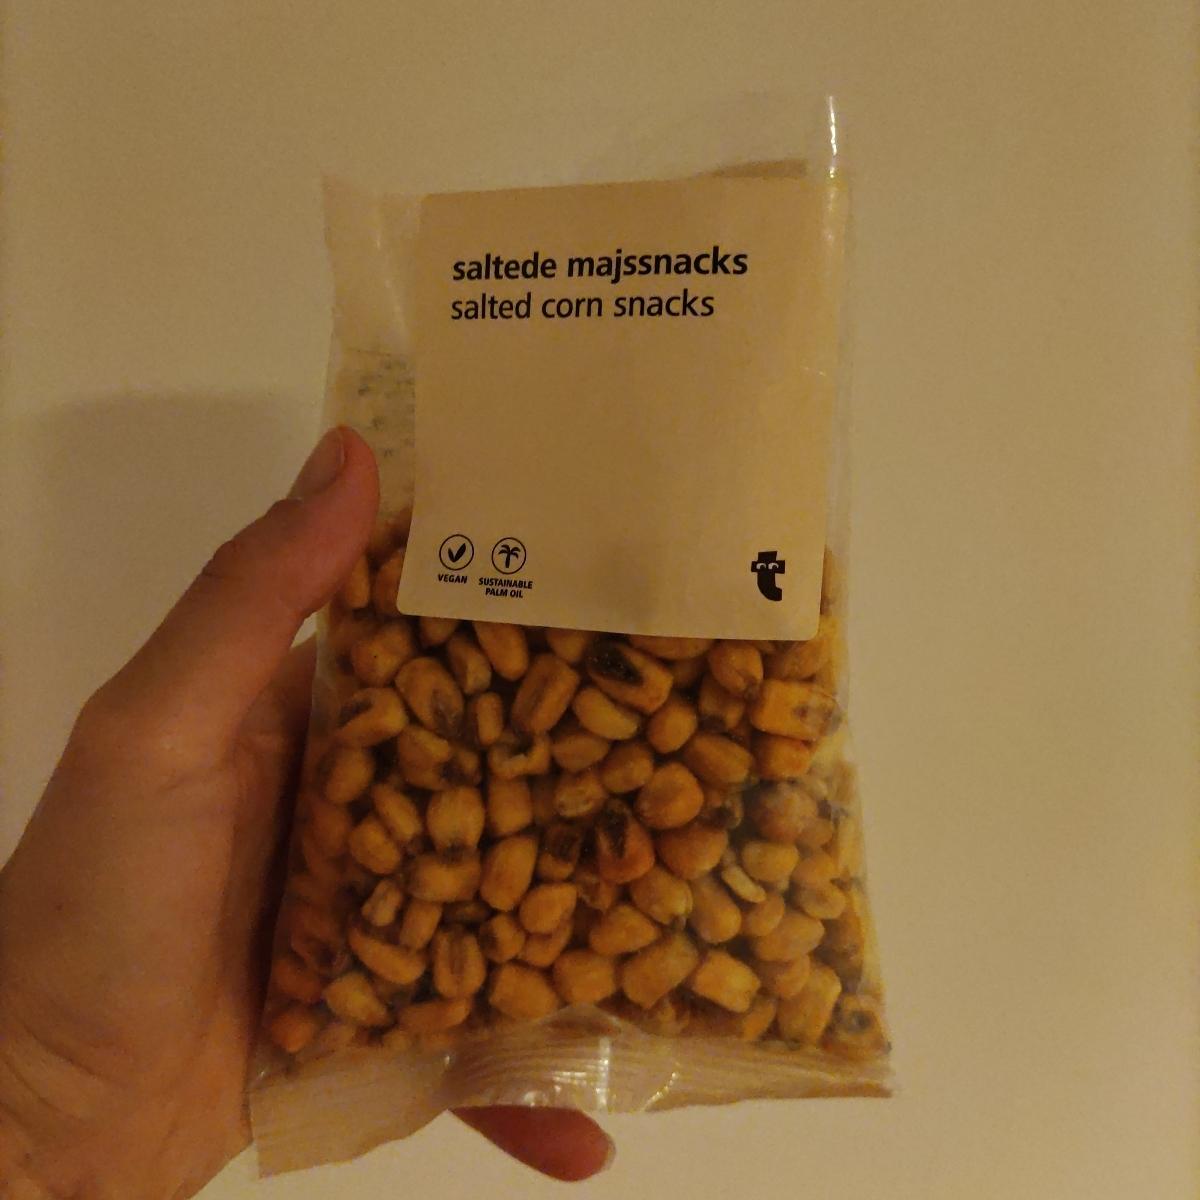 saltede majssnacks
salted corn snacks
VEGAN
SUSTAINABLE
PALM OIL
t